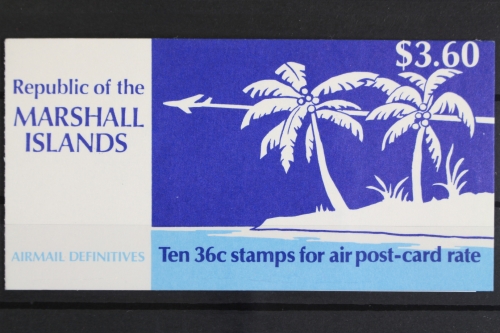 Republic of the
MARSHALL
ISLANDS
AIRMAIL DEFINITIVES
$3.60
Ten 36c stamps for air post-card rate